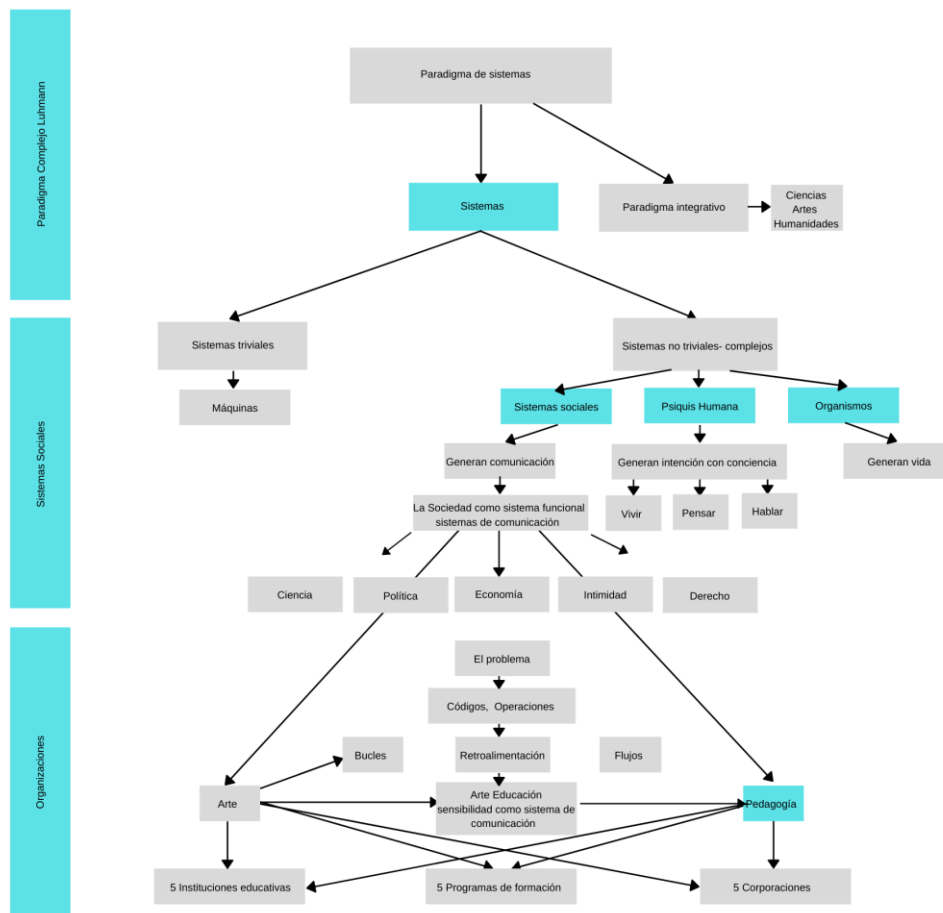 Paradigma Complejo Luhmann
Paradigma de sistemas
Sistemas
Paradigma integrativo
Ciencias
Artes
Humanidades
Sistemas Sociales
Sistemas triviales
Sistemas no triviales- complejos
Máquinas
Sistemas sociales
Psiquis Humana
Organismos
Generan comunicación
Generan intención con conciencia
Generan vida
La Sociedad como sistema funcional
sistemas de comunicación
Vivir
Pensar
Hablar
Ciencia
Política
Economía
Intimidad
Derecho
Organizaciones
El problema
Códigos, Operaciones
Bucles
Retroalimentación
Flujos
Arte
Arte Educación
sensibilidad como sistema de
comunicación
Pedagogía
5 Instituciones educativas
5 Programas de formación
5 Corporaciones